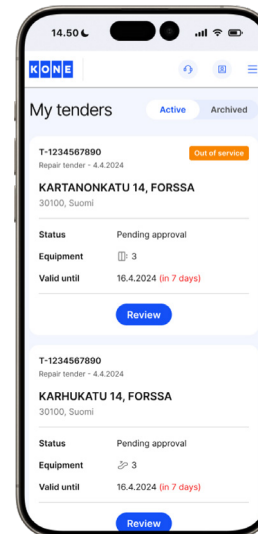 14.50
KONE
My tenders
Active
Archived
T-1234567890
Out of service
Repair tender - 4.4.2024
KARTANONKATU 14, FORSSA
30100, Suomi
Status Pending approval
Equipment 3
Valid until 16.4.2024 (in 7 days)
Review
T-1234567890
Repair tender - 4.4.2024
KARHUKATU 14, FORSSA
30100, Suomi
Status Pending approval
Equipment 3
Valid until 16.4.2024 (in 7 days)
Review